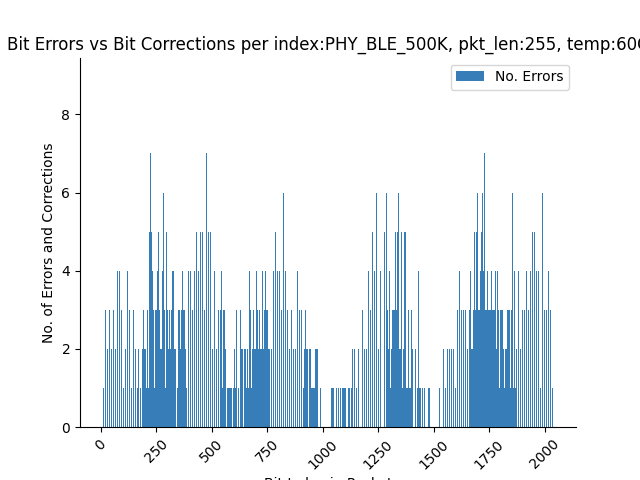 Bit Errors vs Bit Corrections per index:PHY_BLE_500K, pkt_len:255, temp:60
No. Errors
No. of Errors and Corrections
8
6
4
2
0
0 250 500 750 1000 1250 1500 1750 2000